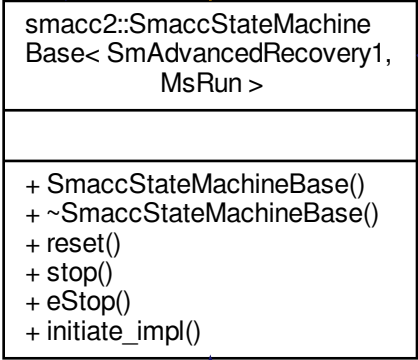 smacc2::SmaccStateMachine
Base< SmAdvancedRecovery1,
MsRun >
+ SmaccStateMachineBase()
+ ~SmaccStateMachineBase()
+ reset()
+ stop()
+ eStop()
+ initiate_impl()